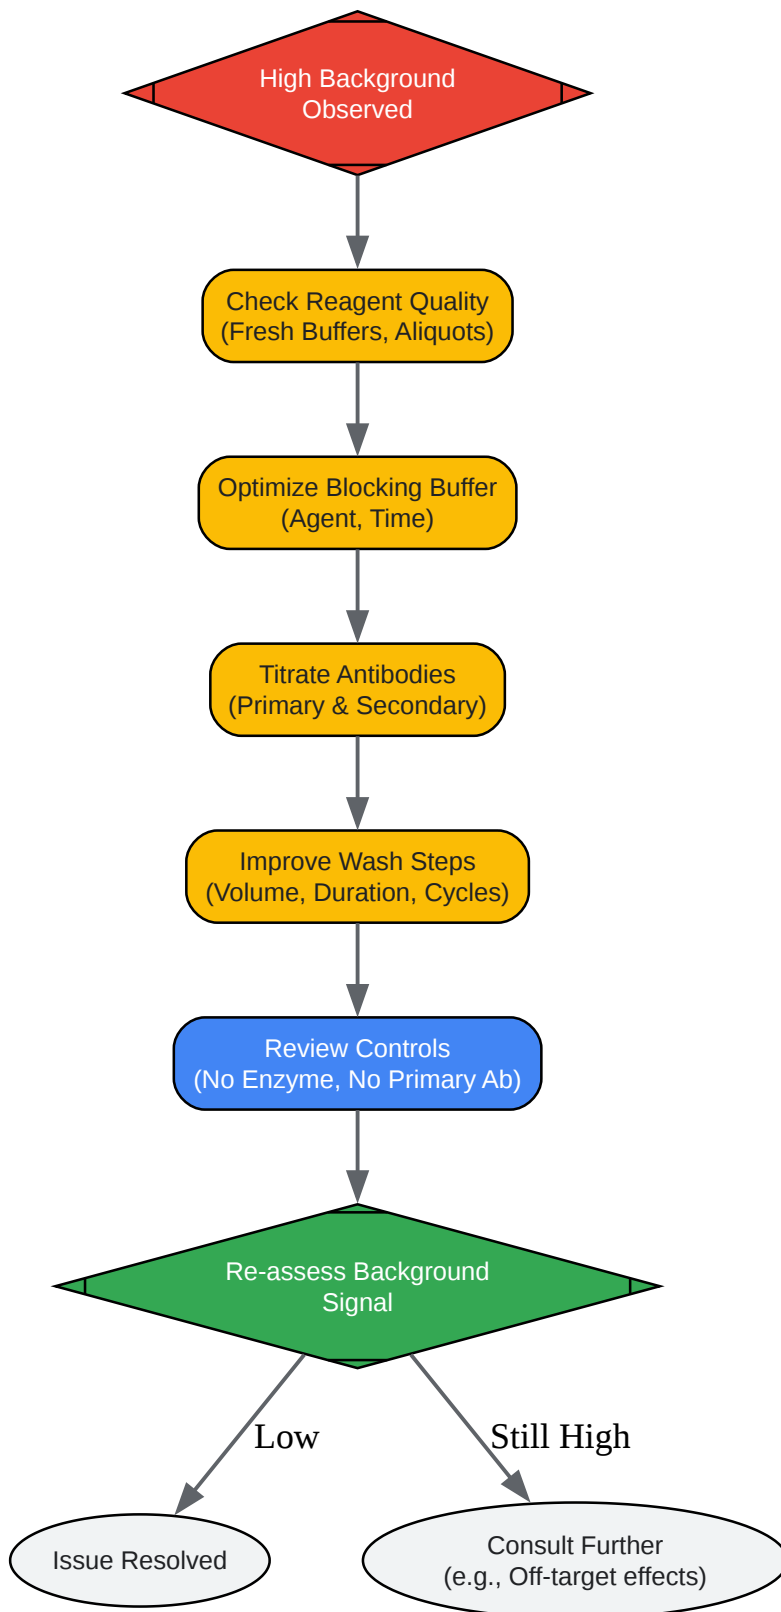 High Background
Observed
Check Reagent Quality
(Fresh Buffers, Aliquots)
Optimize Blocking Buffer
(Agent, Time)
Titrate Antibodies
(Primary & Secondary)
Improve Wash Steps
(Volume, Duration, Cycles)
Review Controls
(No Enzyme, No Primary Ab)
Re-assess Background
Signal
Low
Still High
Issue Resolved
Consult Further
(e.g., Off-target effects)